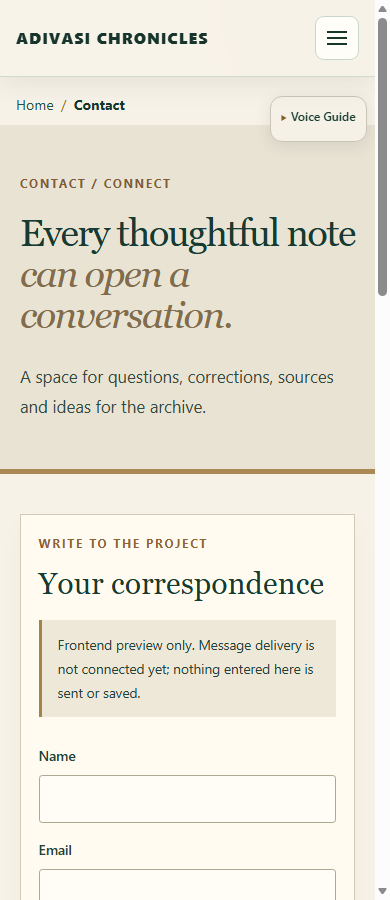 ADIVASI CHRONICLES
Home / Contact
▸ Voice Guide
CONTACT / CONNECT
Every thoughtful note
can open a
conversation.
A space for questions, corrections, sources
and ideas for the archive.
WRITE TO THE PROJECT
Your correspondence
Frontend preview only. Message delivery is
not connected yet; nothing entered here is
sent or saved.
Name
Email